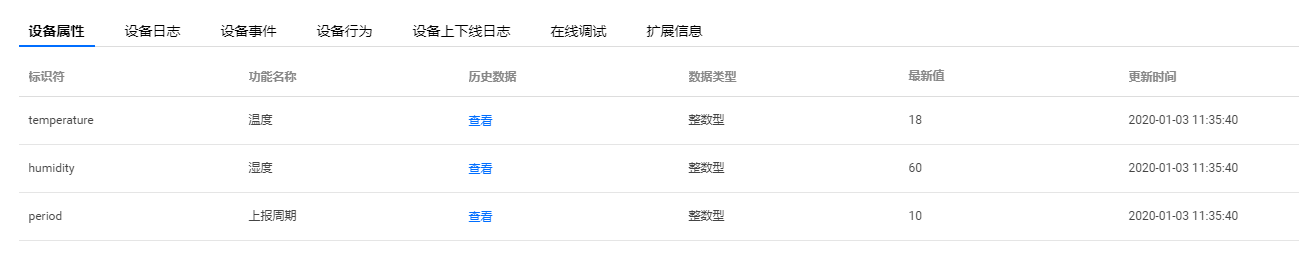 设备属性 设备日志 设备事件 设备行为 设备上下线日志 在线调试 扩展信息
标识符 功能名称 历史数据 数据类型 最新值 更新时间
temperature 温度 查看 整数型 18 2020-01-03 11:35:40
humidity 湿度 查看 整数型 60 2020-01-03 11:35:40
period 上报周期 查看 整数型 10 2020-01-03 11:35:40